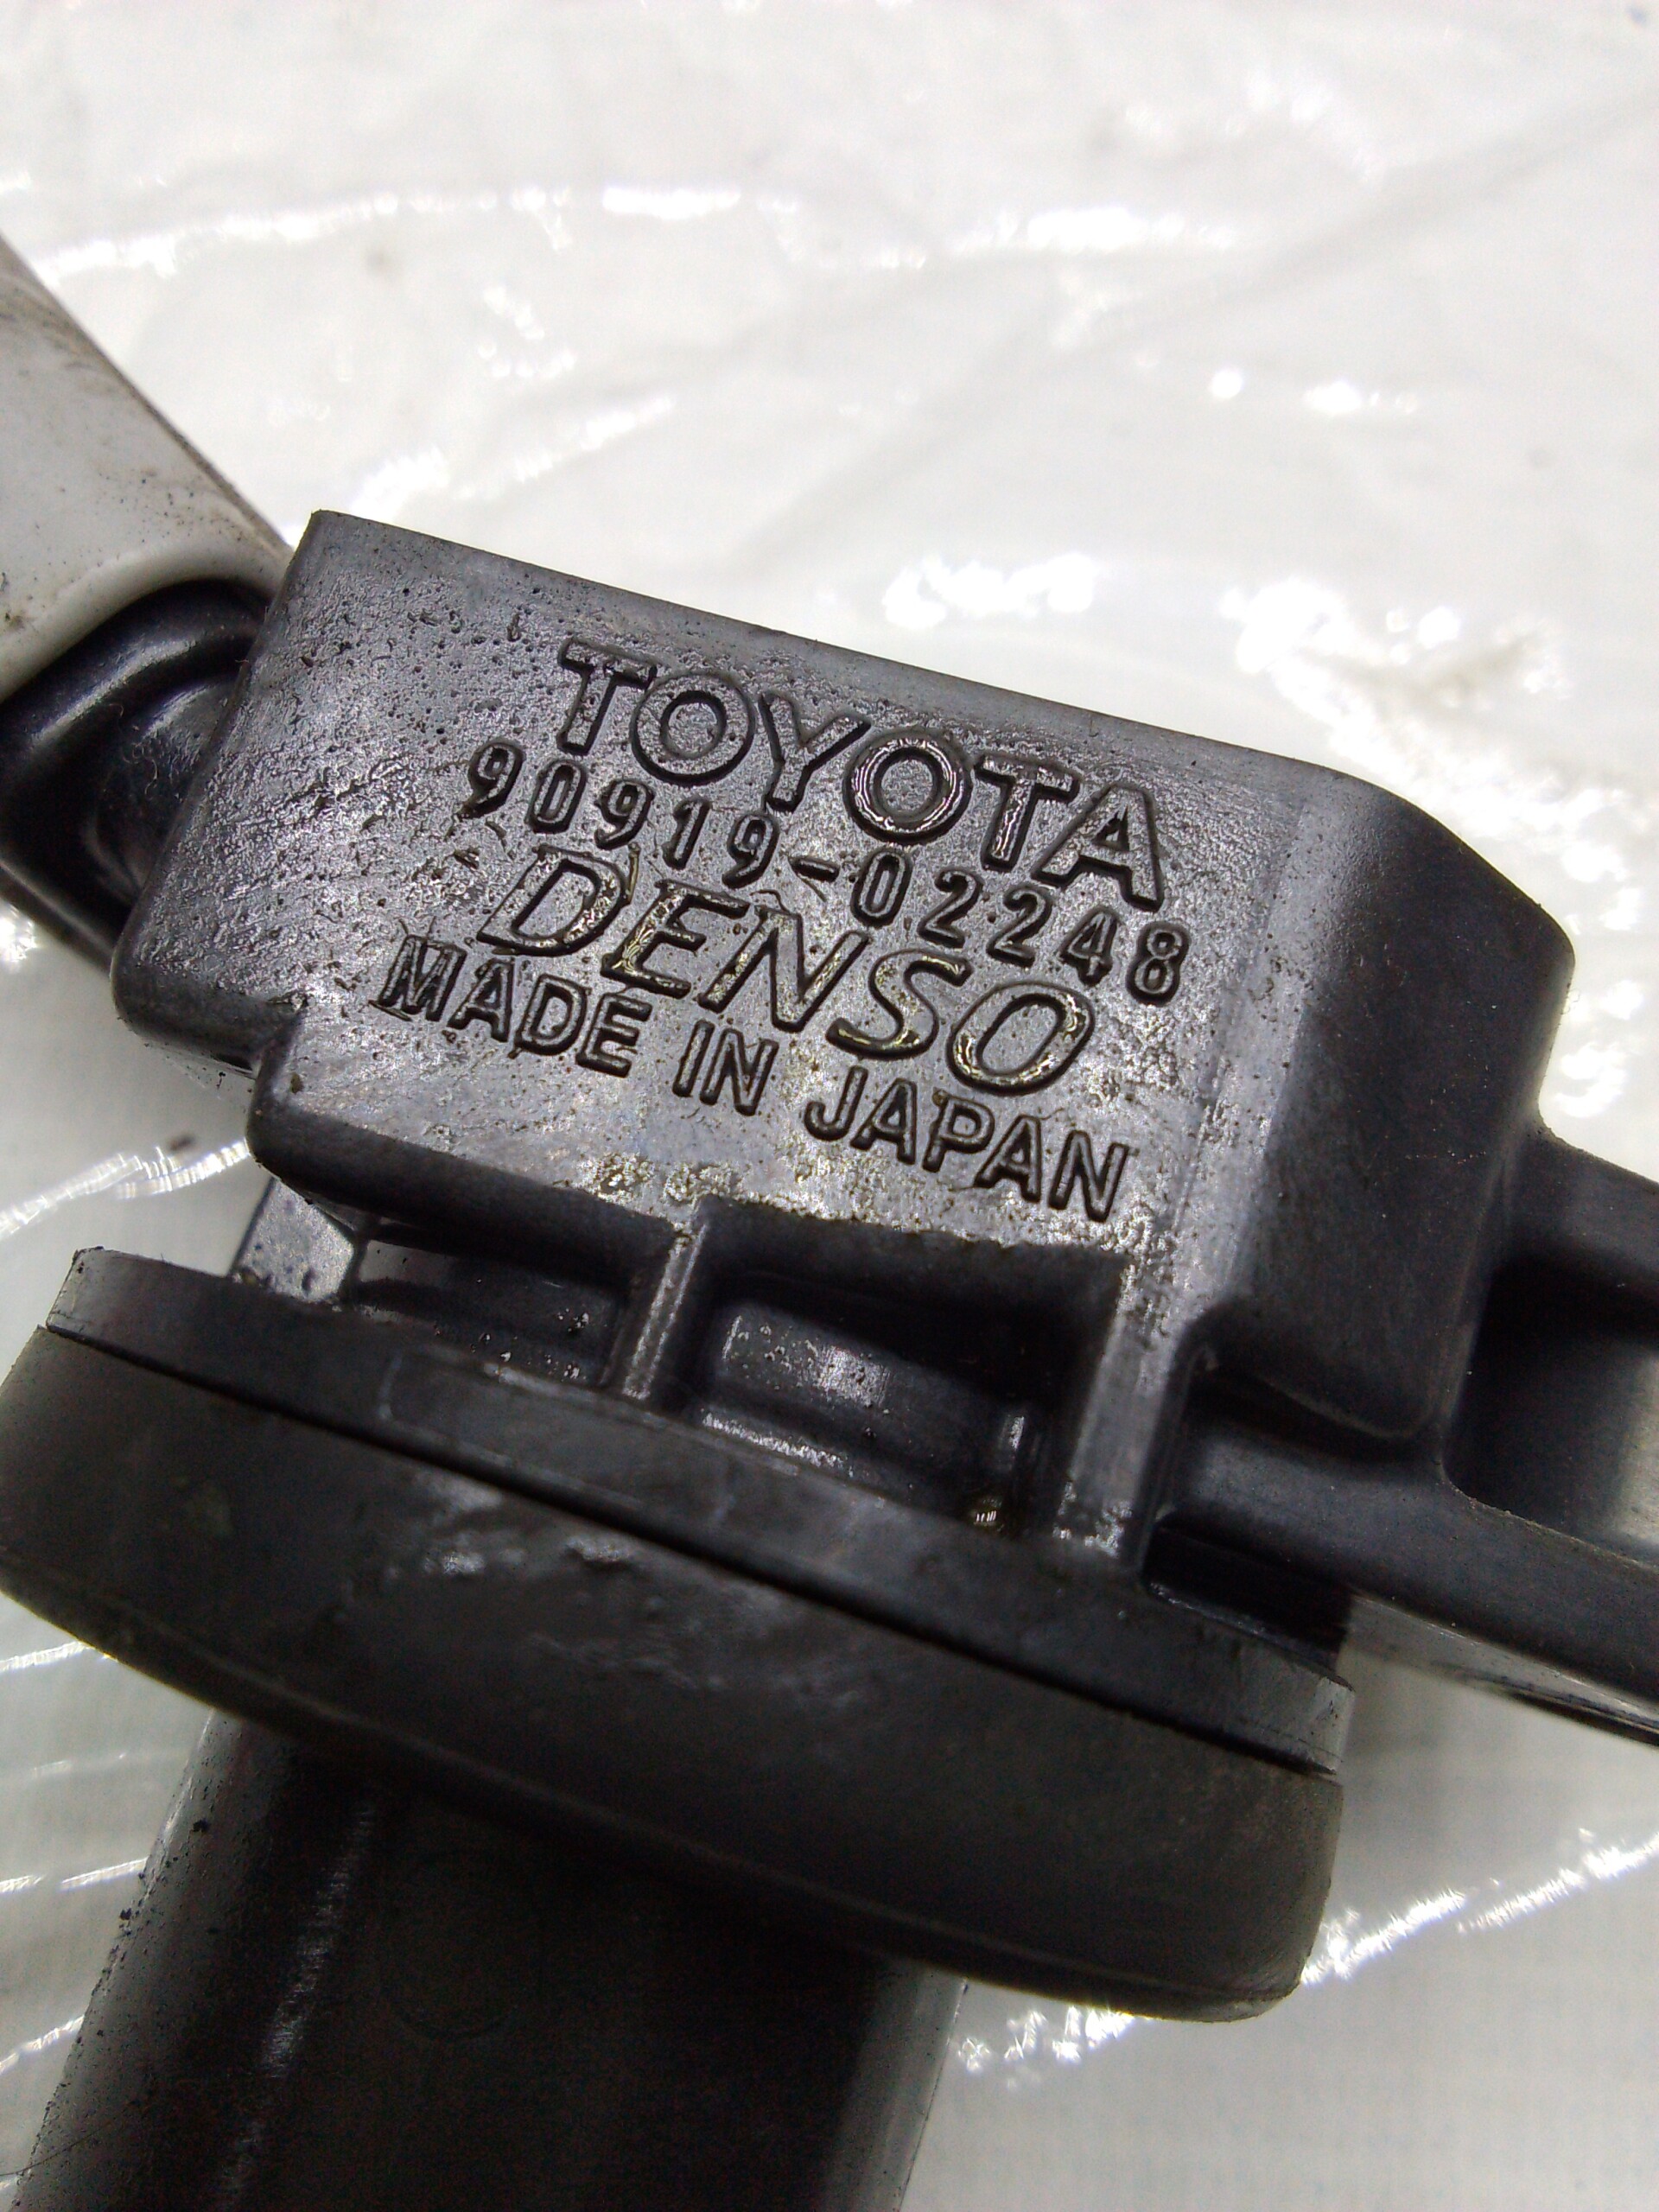 TOYOTA
90919-02248
DENSO
MADE IN JAPAN